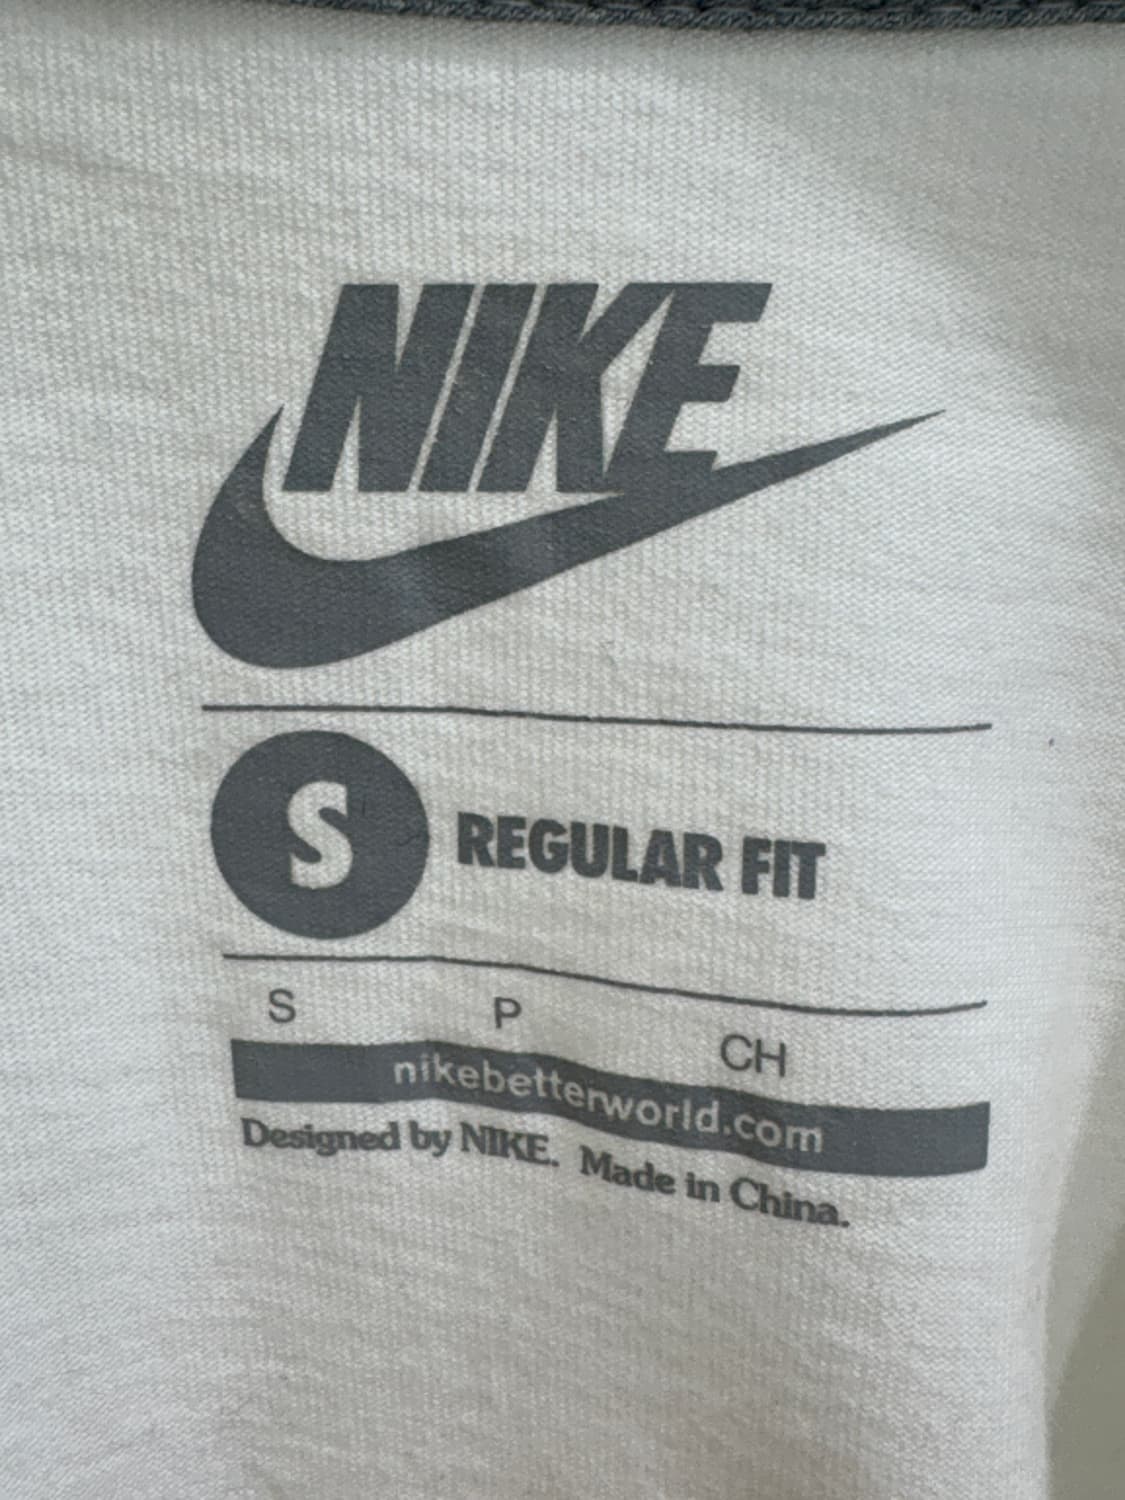 NIKE
S REGULAR FIT
S P CH
nikebetterworld.com
Designed by NIKE. Made in China.